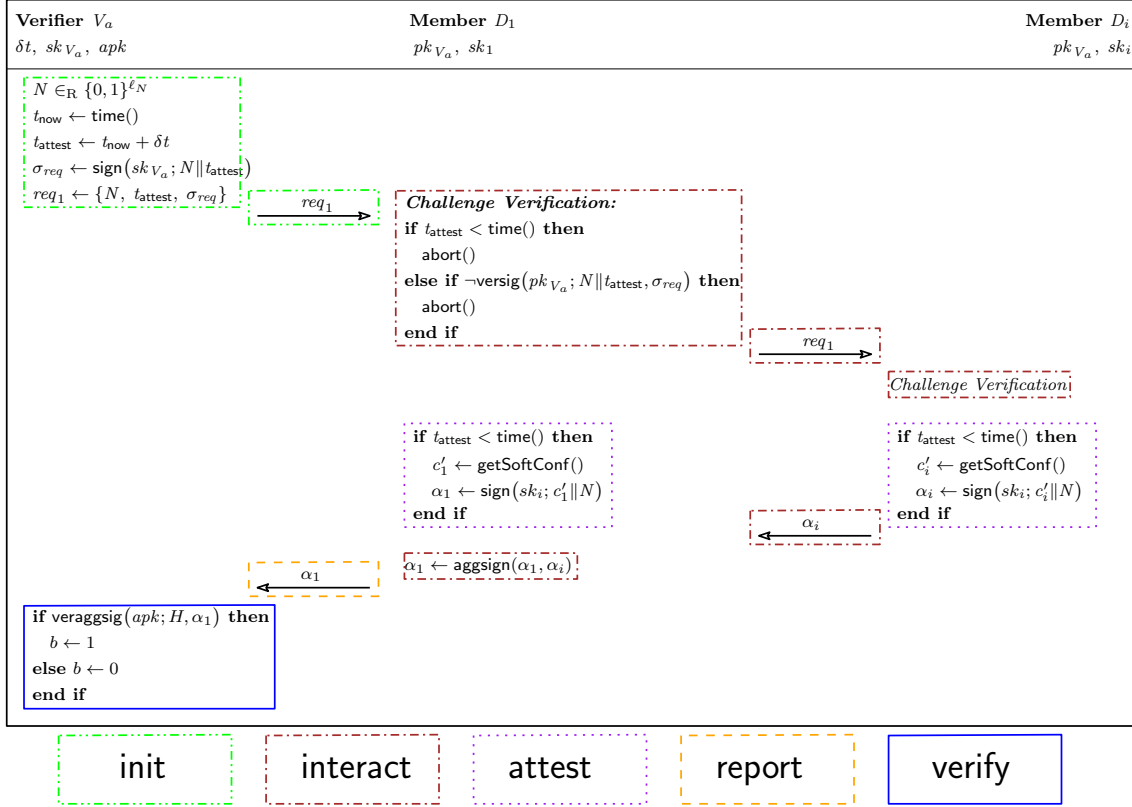 Verifier V_a Member D_1 Member D_i
δt, sk_{V_a}, apk pk_{V_a}, sk_1 pk_{V_a}, sk_i
N ∈_R {0,1}^{ℓ_N}
t_now ← time()
t_attest ← t_now + δt
σ_req ← sign(sk_{V_a}; N‖t_attest)
req_1 ← {N, t_attest, σ_req}
req_1
Challenge Verification:
if t_attest < time() then
abort()
else if ¬versig(pk_{V_a}; N‖t_attest, σ_req) then
abort()
end if
req_1
Challenge Verification
if t_attest < time() then
c′_1 ← getSoftConf()
α_1 ← sign(sk_i; c′_1‖N)
end if
if t_attest < time() then
c′_i ← getSoftConf()
α_i ← sign(sk_i; c′_i‖N)
end if
α_i
α_1 ← aggsign(α_1, α_i)
α_1
if veraggsig(apk; H, α_1) then
b ← 1
else b ← 0
end if
init interact attest report verify